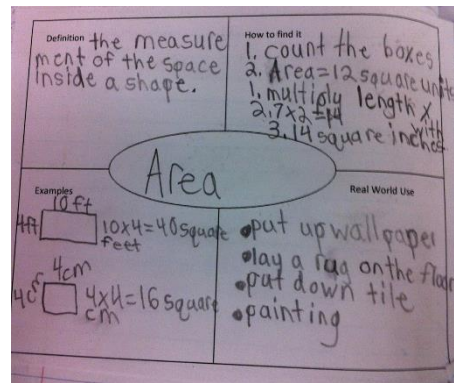 Definition the measure
ment of the space
inside a shape.
How to find it
1. count the boxes
2. Area=12 square units
1. multiply length x
width
2. 7x2=14
3. 14 square inches
Area
Examples
10ft
4ft
10x4=40 square
feet
4cm
4cm
4x4=16 square
cm
Real World Use
•put up wallpaper
•lay a rug on the floor
•put down tile
•painting